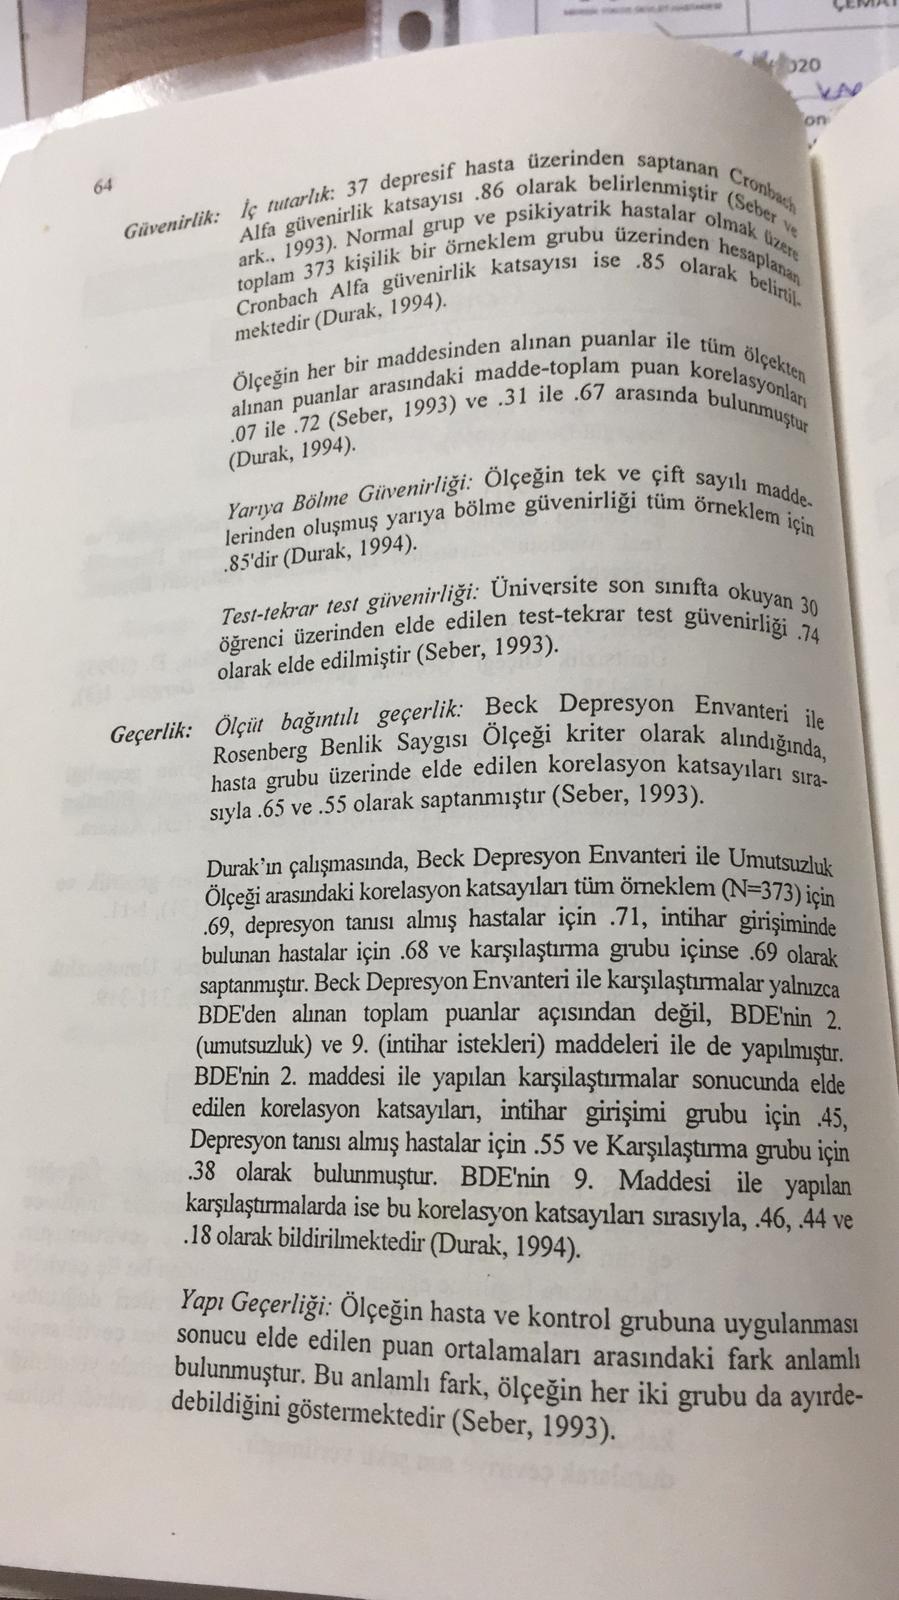 ÇEMA
020
on
64
Güvenirlik: İç tutarlık: 37 depresif hasta üzerinden saptanan Cronbach
Alfa güvenirlik katsayısı .86 olarak belirlenmiştir (Seber ve
ark., 1993). Normal grup ve psikiyatrik hastalar olmak üzere
toplam 373 kişilik bir örneklem grubu üzerinden hesaplanan
Cronbach Alfa güvenirlik katsayısı ise .85 olarak belirtil-
mektedir (Durak, 1994).
Ölçeğin her bir maddesinden alınan puanlar ile tüm ölçekten
alınan puanlar arasındaki madde-toplam puan korelasyonları
.07 ile .72 (Seber, 1993) ve .31 ile .67 arasında bulunmuştur
(Durak, 1994).
Yarıya Bölme Güvenirliği: Ölçeğin tek ve çift sayılı madde-
lerinden oluşmuş yarıya bölme güvenirliği tüm örneklem için
.85'dir (Durak, 1994).
Test-tekrar test güvenirliği: Üniversite son sınıfta okuyan 30
öğrenci üzerinden elde edilen test-tekrar test güvenirliği .74
olarak elde edilmiştir (Seber, 1993).
Geçerlik: Ölçüt bağıntılı geçerlik: Beck Depresyon Envanteri ile
Rosenberg Benlik Saygısı Ölçeği kriter olarak alındığında,
hasta grubu üzerinde elde edilen korelasyon katsayıları sıra-
sıyla .65 ve .55 olarak saptanmıştır (Seber, 1993).
Durak'ın çalışmasında, Beck Depresyon Envanteri ile Umutsuzluk
Ölçeği arasındaki korelasyon katsayıları tüm örneklem (N=373) için
.69, depresyon tanısı almış hastalar için .71, intihar girişiminde
bulunan hastalar için .68 ve karşılaştırma grubu içinse .69 olarak
saptanmıştır. Beck Depresyon Envanteri ile karşılaştırmalar yalnızca
BDE'den alınan toplam puanlar açısından değil, BDE'nin 2.
(umutsuzluk) ve 9. (intihar istekleri) maddeleri ile de yapılmıştır.
BDE'nin 2. maddesi ile yapılan karşılaştırmalar sonucunda elde
edilen korelasyon katsayıları, intihar girişimi grubu için .45,
Depresyon tanısı almış hastalar için .55 ve Karşılaştırma grubu için
.38 olarak bulunmuştur. BDE'nin 9. Maddesi ile yapılan
karşılaştırmalarda ise bu korelasyon katsayıları sırasıyla, .46, .44 ve
.18 olarak bildirilmektedir (Durak, 1994).
Yapı Geçerliği: Ölçeğin hasta ve kontrol grubuna uygulanması
sonucu elde edilen puan ortalamaları arasındaki fark anlamlı
bulunmuştur. Bu anlamlı fark, ölçeğin her iki grubu da ayırde-
debildiğini göstermektedir (Seber, 1993).